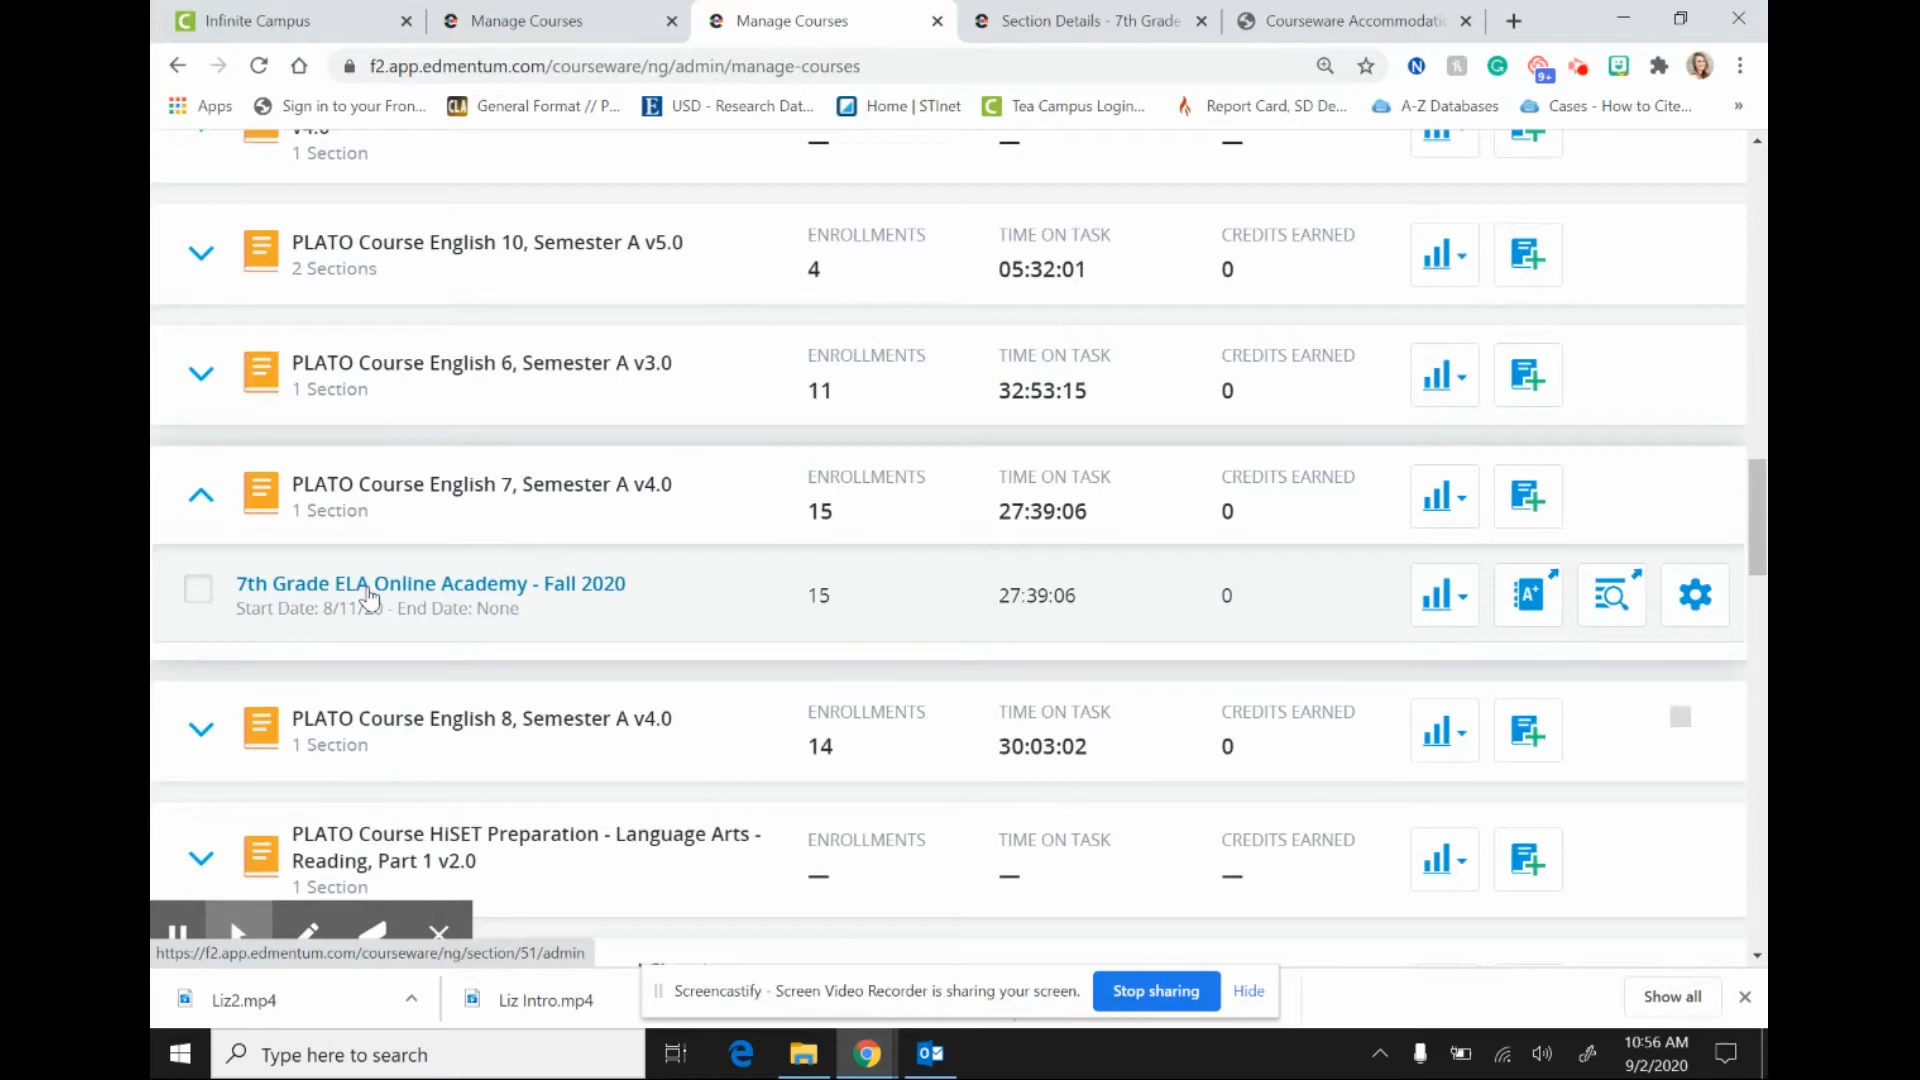 Infinite Campus
Manage Courses
Manage Courses
Section Details - 7th Grade
Courseware Accommodati
f2.app.edmentum.com/courseware/ng/admin/manage-courses
9+
Apps
Sign in to your Fron...
CLA
General Format // P...
USD - Research Dat...
Home | STInet
Tea Campus Login...
Report Card, SD De...
A-Z Databases
Cases - How to Cite...
»
v4.0
1 Section
— — —
PLATO Course English 10, Semester A v5.0
2 Sections
ENROLLMENTS TIME ON TASK CREDITS EARNED
4 05:32:01 0
PLATO Course English 6, Semester A v3.0
1 Section
ENROLLMENTS TIME ON TASK CREDITS EARNED
11 32:53:15 0
PLATO Course English 7, Semester A v4.0
1 Section
ENROLLMENTS TIME ON TASK CREDITS EARNED
15 27:39:06 0
7th Grade ELA Online Academy - Fall 2020
Start Date: 8/11/20 - End Date: None
15 27:39:06 0
A+
PLATO Course English 8, Semester A v4.0
1 Section
ENROLLMENTS TIME ON TASK CREDITS EARNED
14 30:03:02 0
PLATO Course HiSET Preparation - Language Arts -
Reading, Part 1 v2.0
1 Section
ENROLLMENTS TIME ON TASK CREDITS EARNED
— — —
https://f2.app.edmentum.com/courseware/ng/section/51/admin
Liz2.mp4
Liz Intro.mp4
Screencastify - Screen Video Recorder is sharing your screen.
Stop sharing
Hide
Show all
Type here to search
10:56 AM
9/2/2020